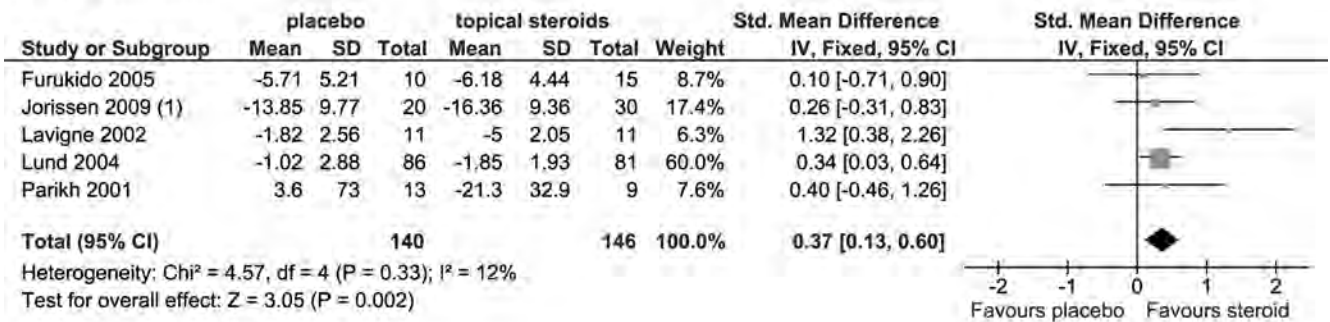 placebo topical steroids Std. Mean Difference Std. Mean Difference
Study or Subgroup Mean SD Total Mean SD Total Weight IV, Fixed, 95% CI IV, Fixed, 95% CI
Furukido 2005 -5.71 5.21 10 -6.18 4.44 15 8.7% 0.10 [-0.71, 0.90]
Jorissen 2009 (1) -13.85 9.77 20 -16.36 9.36 30 17.4% 0.26 [-0.31, 0.83]
Lavigne 2002 -1.82 2.56 11 -5 2.05 11 6.3% 1.32 [0.38, 2.26]
Lund 2004 -1.02 2.88 86 -1.85 1.93 81 60.0% 0.34 [0.03, 0.64]
Parikh 2001 3.6 73 13 -21.3 32.9 9 7.6% 0.40 [-0.46, 1.26]
Total (95% CI) 140 146 100.0% 0.37 [0.13, 0.60]
Heterogeneity: Chi² = 4.57, df = 4 (P = 0.33); I² = 12%
Test for overall effect: Z = 3.05 (P = 0.002)
-2 -1 0 1 2
Favours placebo Favours steroid